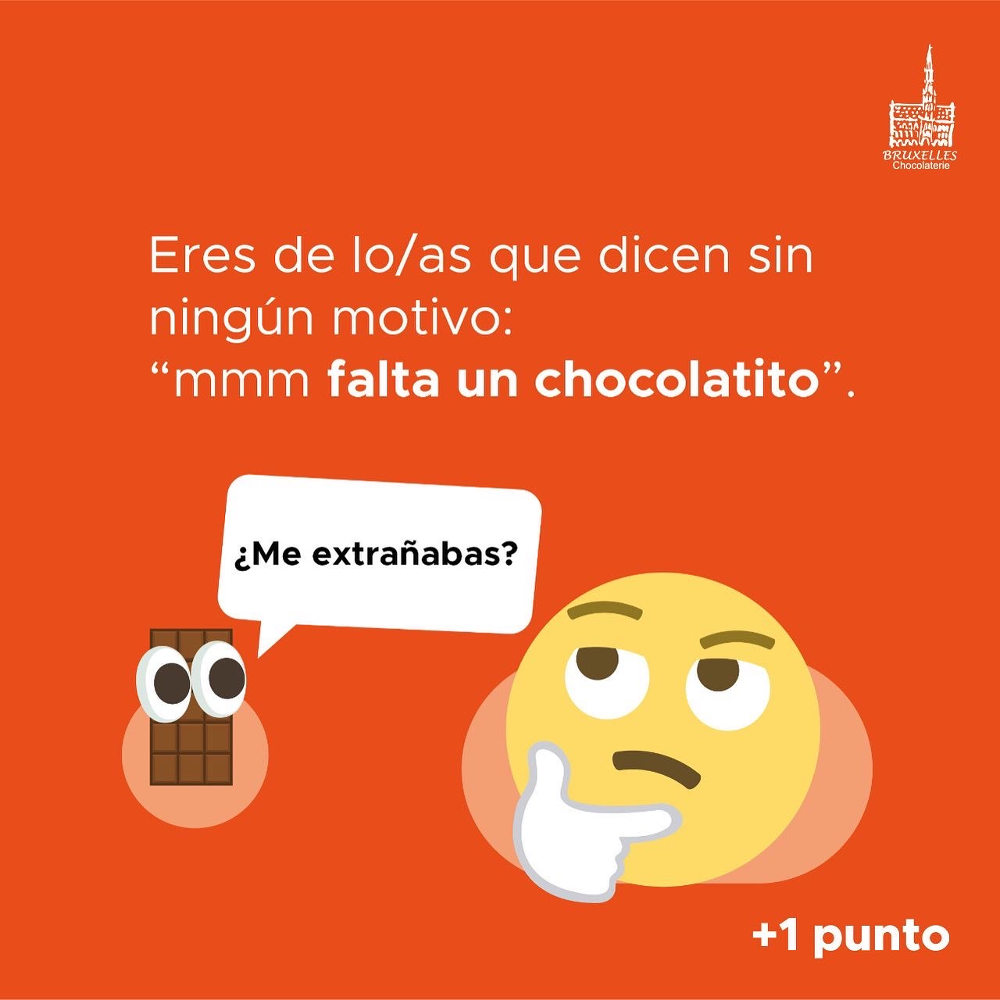 BRUXELLES
Chocolaterie
Eres de lo/as que dicen sin
ningún motivo:
“mmm falta un chocolatito”.
¿Me extrañabas?
+1 punto